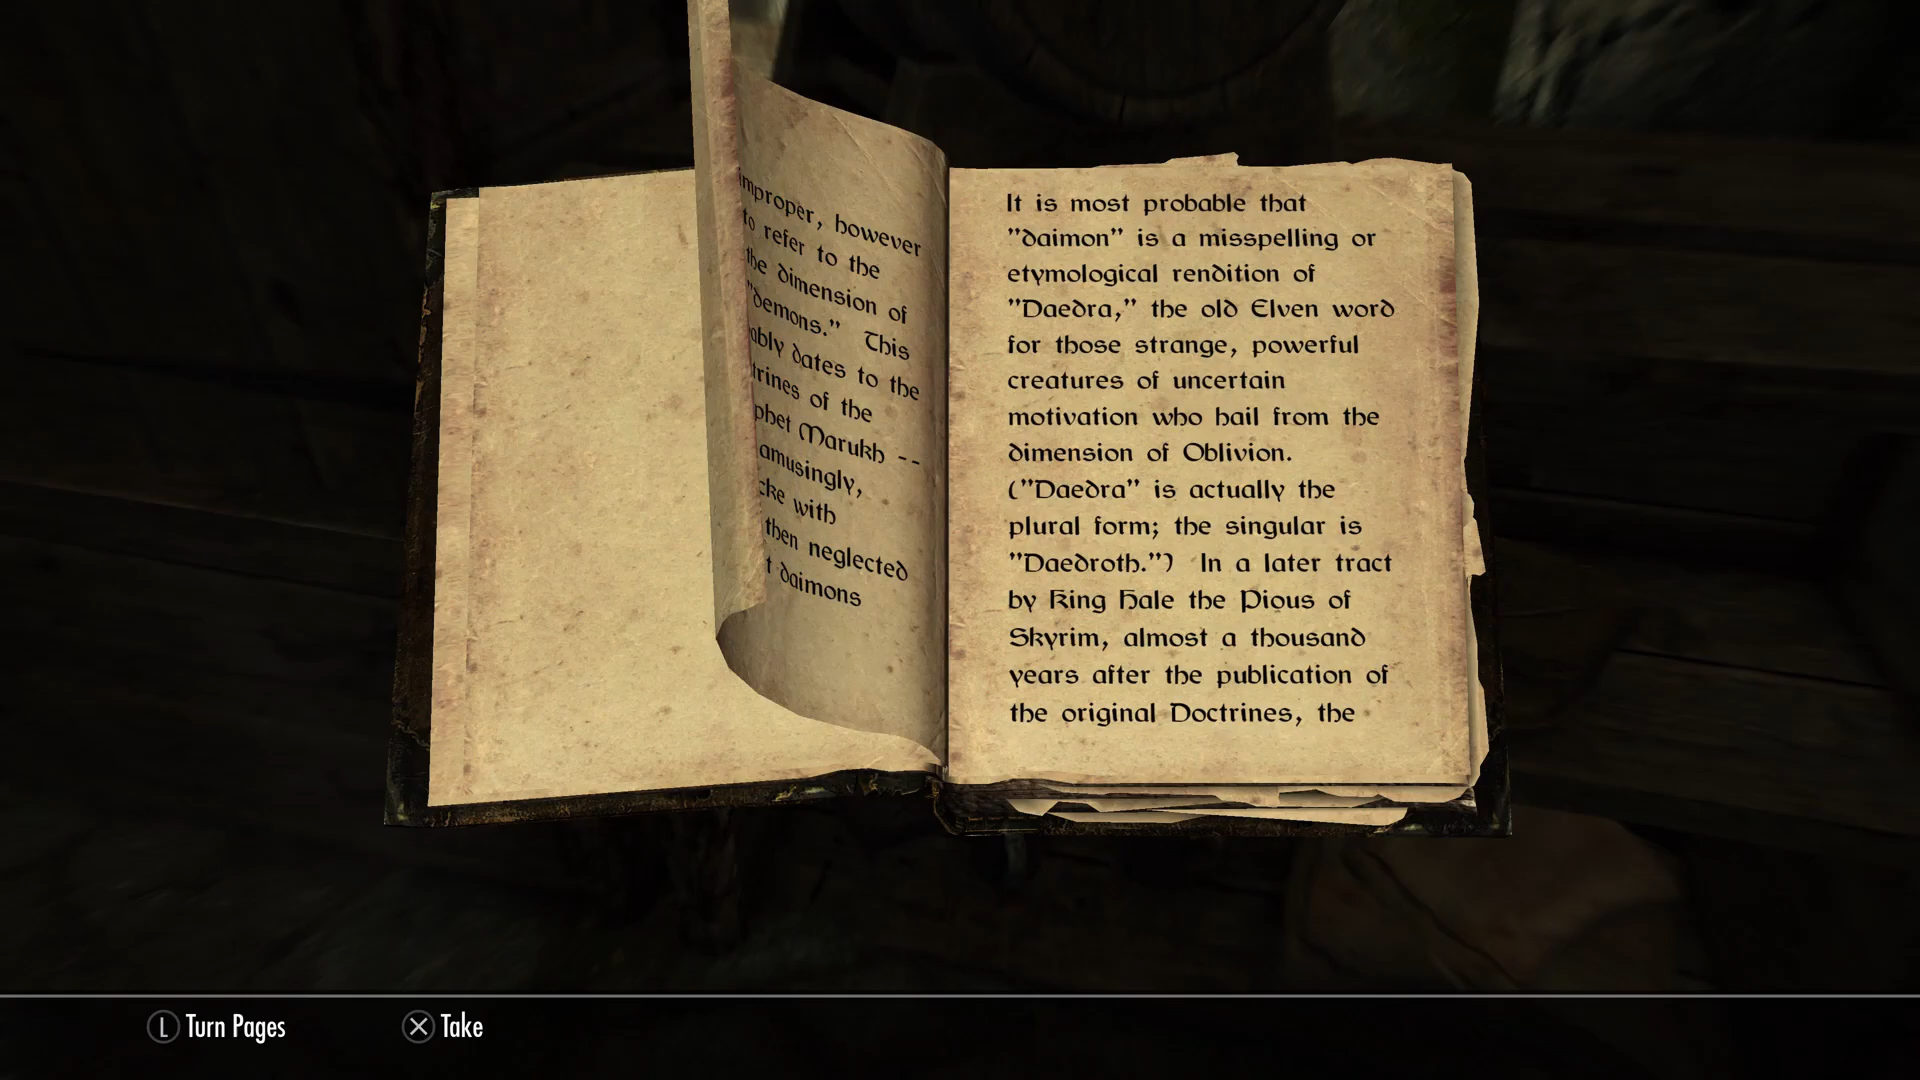 improper, however
to refer to the
the dimension of
"demons." This
dates to the
of the
Marukh --
amusingly,
with
then neglected
daimons
It is most probable that
"daimon" is a misspelling or
etymological rendition of
"Daedra," the old Elven word
for those strange, powerful
creatures of uncertain
motivation who hail from the
dimension of Oblivion.
("Daedra" is actually the
plural form; the singular is
"Daedroth.") In a later tract
by King Hale the Pious of
Skyrim, almost a thousand
years after the publication of
the original Doctrines, the
L Turn Pages
X Take